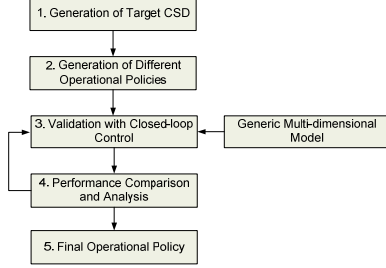 1. Generation of Target CSD
2. Generation of Different
Operational Policies
3. Validation with Closed-loop
Control
Generic Multi-dimensional
Model
4. Performance Comparison
and Analysis
5. Final Operational Policy